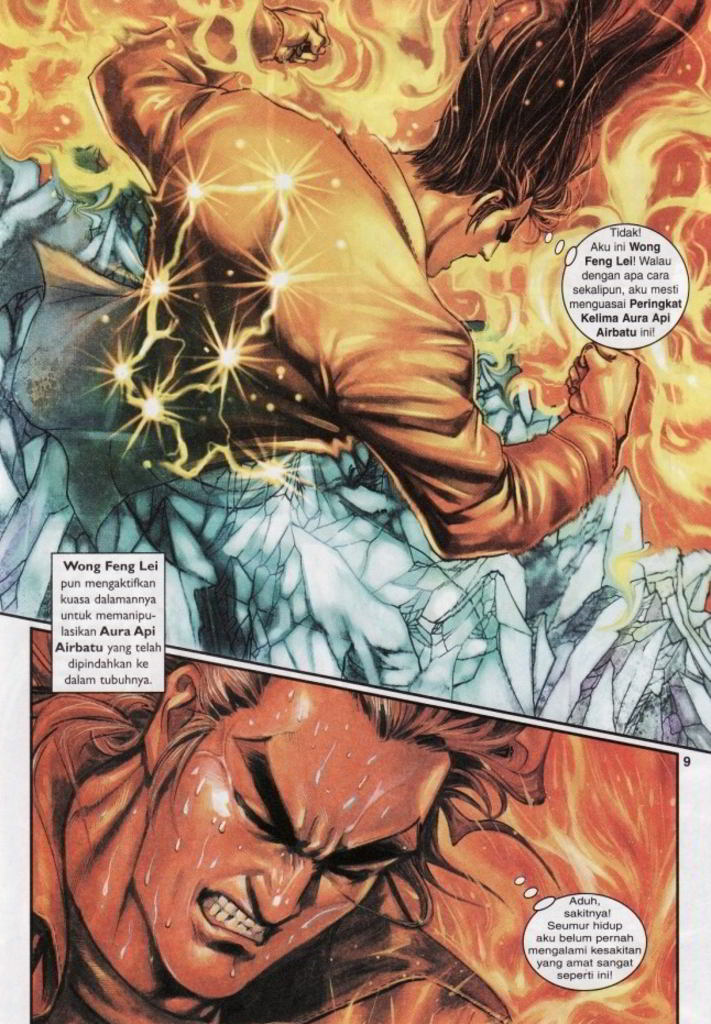 Tidak!
Aku ini Wong
Feng Lei! Walau
dengan apa cara
sekalipun, aku mesti
menguasai Peringkat
Kelima Aura Api
Airbatu ini!
Wong Feng Lei
pun mengaktifkan
kuasa dalamannya
untuk memanipu-
lasikan Aura Api
Airbatu yang telah
dipindahkan ke
dalam tubuhnya.
9
Aduh,
sakitnya!
Seumur hidup
aku belum pernah
mengalami kesakitan
yang amat sangat
seperti ini!